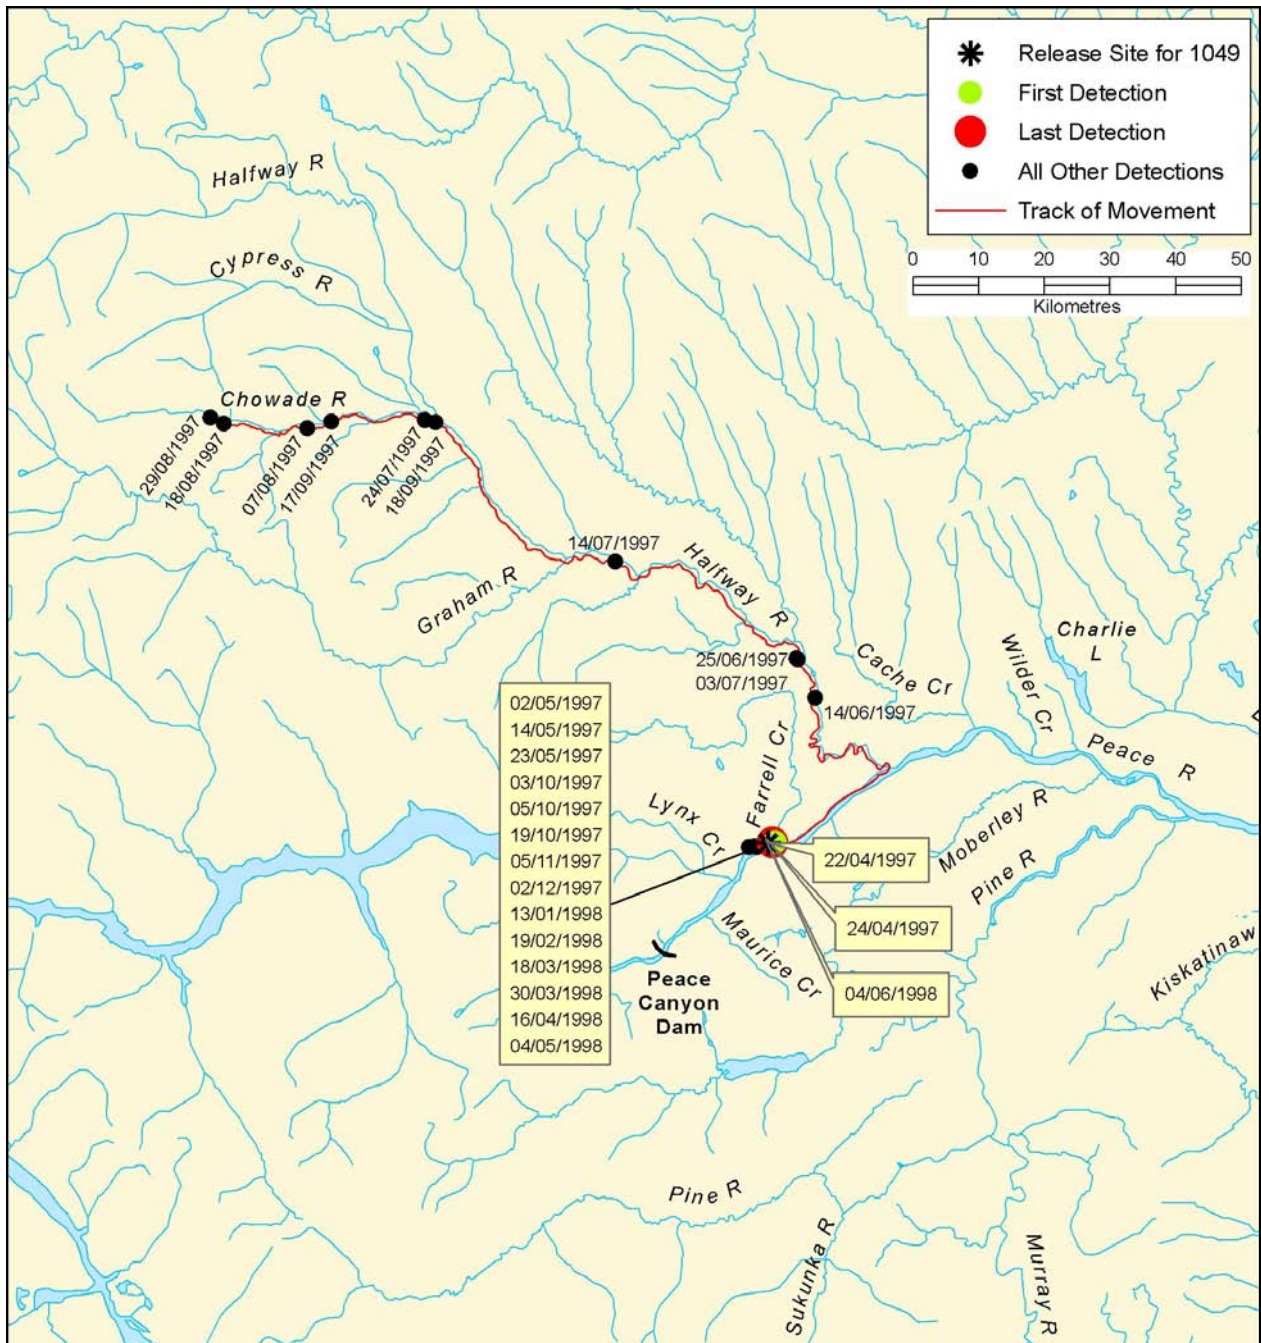 Release Site for 1049
First Detection
Last Detection
All Other Detections
Track of Movement
0 10 20 30 40 50
Kilometres
Halfway R
Cypress R
Chowade R
29/08/1997
18/08/1997
07/08/1997
17/09/1997
24/07/1997
18/09/1997
14/07/1997
Graham R
Halfway R
25/06/1997
03/07/1997
14/06/1997
Cache Cr
Charlie
L
Wilder Cr
Peace R
Farrell Cr
Lynx Cr
Moberley R
Pine R
02/05/1997
14/05/1997
23/05/1997
03/10/1997
05/10/1997
19/10/1997
05/11/1997
02/12/1997
13/01/1998
19/02/1998
18/03/1998
30/03/1998
16/04/1998
04/05/1998
22/04/1997
24/04/1997
04/06/1998
Maurice Cr
Peace
Canyon
Dam
Kiskatinaw
Pine R
Sukunka R
Murray R